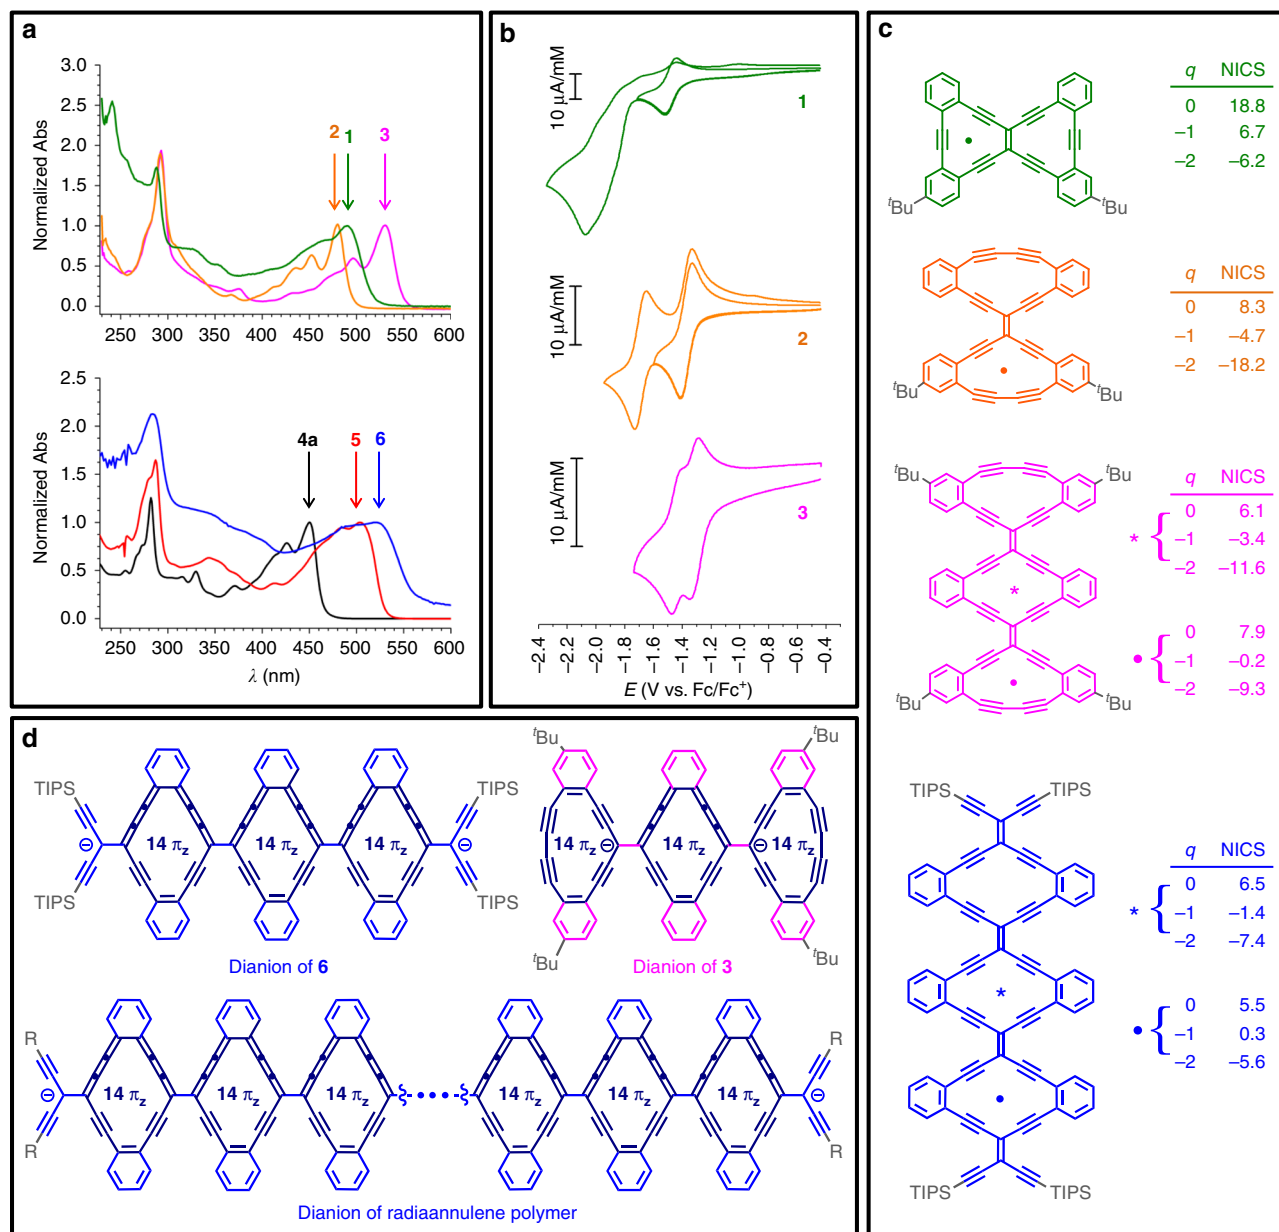 a
3.0
2.5
2.0
1.5
1.0
0.5
0.0
Normalized Abs
2 1 3
250 300 350 400 450 500 550 600
2.5
2.0
1.5
1.0
0.5
0.0
Normalized Abs
4a 5 6
250 300 350 400 450 500 550 600
λ (nm)
b
10 µA/mM
1
10 µA/mM
2
10 µA/mM
3
−2.4 −2.2 −2.0 −1.8 −1.6 −1.4 −1.2 −1.0 −0.8 −0.6 −0.4
E (V vs. Fc/Fc+)
c
q NICS
0 18.8
−1 6.7
−2 −6.2
tBu tBu
q NICS
0 8.3
−1 −4.7
−2 −18.2
tBu tBu
tBu tBu
q NICS
0 6.1
* { −1 −3.4
−2 −11.6
*
0 7.9
• { −1 −0.2
−2 −9.3
tBu tBu
TIPS TIPS
q NICS
0 6.5
* { −1 −1.4
−2 −7.4
*
0 5.5
• { −1 0.3
−2 −5.6
TIPS TIPS
d
TIPS TIPS
⊖ 14 πz 14 πz 14 πz ⊖
TIPS TIPS
Dianion of 6
tBu tBu
14 πz ⊖ 14 πz ⊖ 14 πz
tBu tBu
Dianion of 3
R R
⊖ 14 πz 14 πz 14 πz 14 πz 14 πz 14 πz ⊖
R R
Dianion of radiaannulene polymer